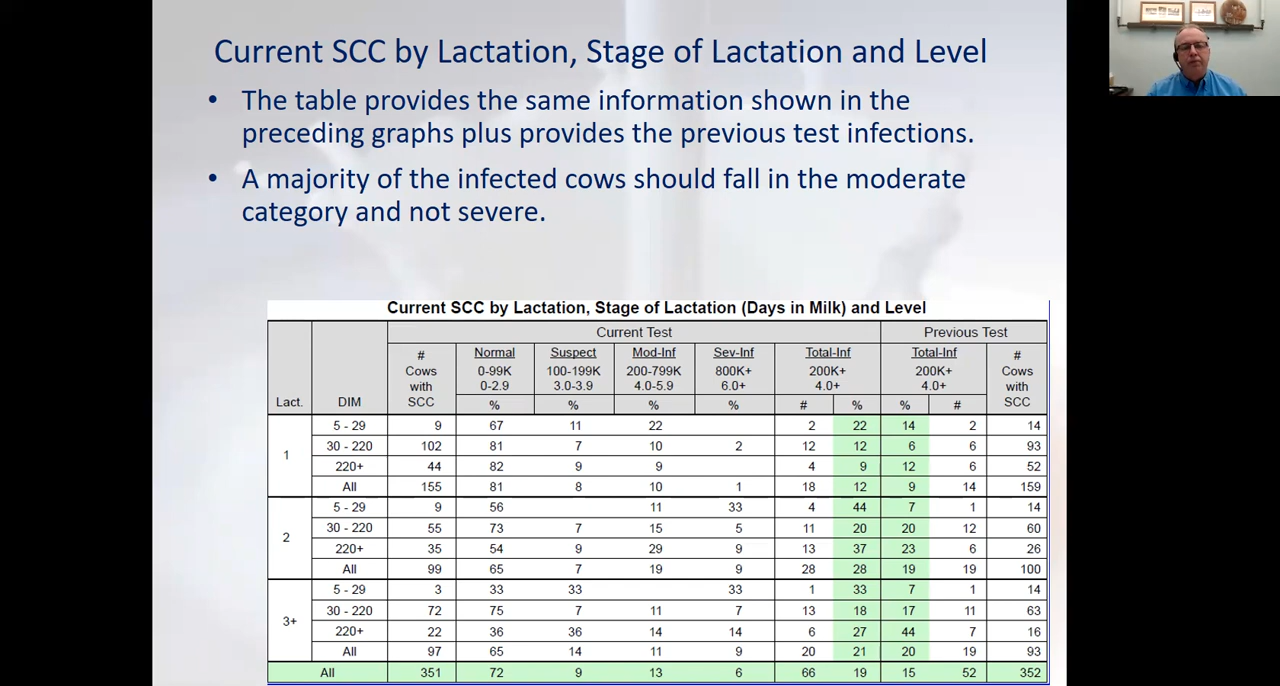 Current SCC by Lactation, Stage of Lactation and Level
• The table provides the same information shown in the
preceding graphs plus provides the previous test infections.
• A majority of the infected cows should fall in the moderate
category and not severe.
Current SCC by Lactation, Stage of Lactation (Days in Milk) and Level
Current Test Previous Test
Lact. DIM # Cows with SCC Normal 0-99K 0-2.9 Suspect 100-199K 3.0-3.9 Mod-Inf 200-799K 4.0-5.9 Sev-Inf 800K+ 6.0+ Total-Inf 200K+ 4.0+ Total-Inf 200K+ 4.0+ # Cows with SCC
% % % % # % % #
1
5 - 29 9 67 11 22 2 22 14 2 14
30 - 220 102 81 7 10 2 12 12 6 6 93
220+ 44 82 9 9 4 9 12 6 52
All 155 81 8 10 1 18 12 9 14 159
2
5 - 29 9 56 11 33 4 44 7 1 14
30 - 220 55 73 7 15 5 11 20 20 12 60
220+ 35 54 9 29 9 13 37 23 6 26
All 99 65 7 19 9 28 28 19 19 100
3+
5 - 29 3 33 33 33 1 33 7 1 14
30 - 220 72 75 7 11 7 13 18 17 11 63
220+ 22 36 36 14 14 6 27 44 7 16
All 97 65 14 11 9 20 21 20 19 93
All 351 72 9 13 6 66 19 15 52 352